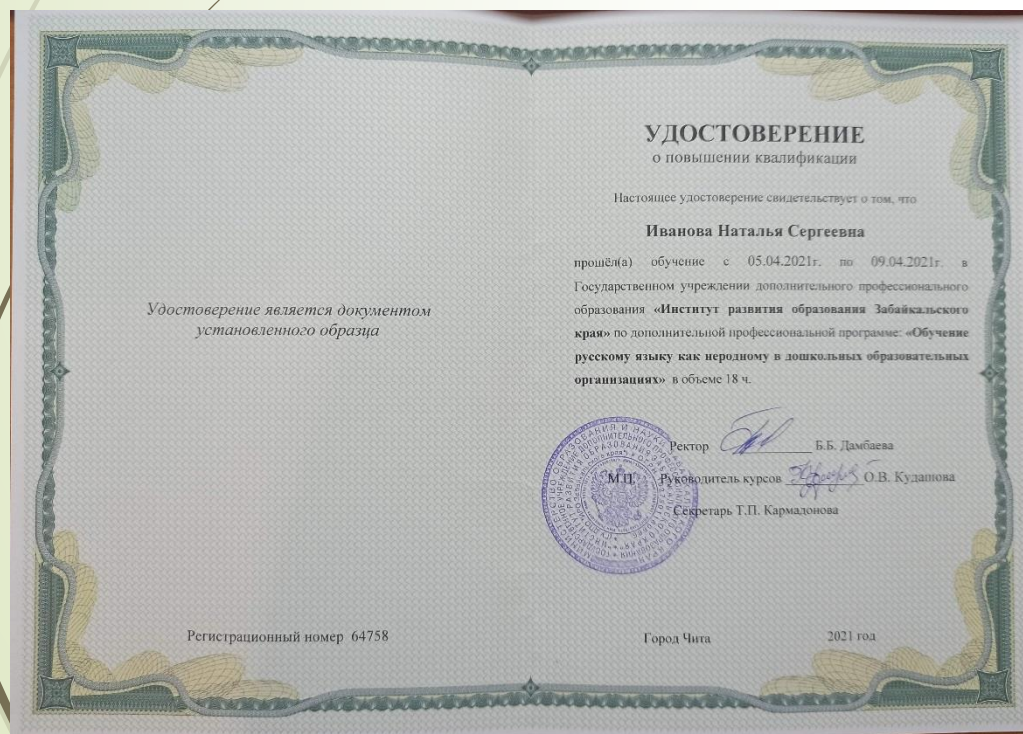 Удостоверение является документом
установленного образца
Регистрационный номер 64758
УДОСТОВЕРЕНИЕ
о повышении квалификации
Настоящее удостоверение свидетельствует о том, что
Иванова Наталья Сергеевна
прошёл(а) обучение с 05.04.2021г. по 09.04.2021г. в
Государственном учреждении дополнительного профессионального
образования «Институт развития образования Забайкальского
края» по дополнительной профессиональной программе: «Обучение
русскому языку как неродному в дошкольных образовательных
организациях» в объеме 18 ч.
Ректор Б.Б. Дамбаева
М.П. Руководитель курсов О.В. Кудашова
Секретарь Т.П. Кармадонова
Город Чита 2021 год